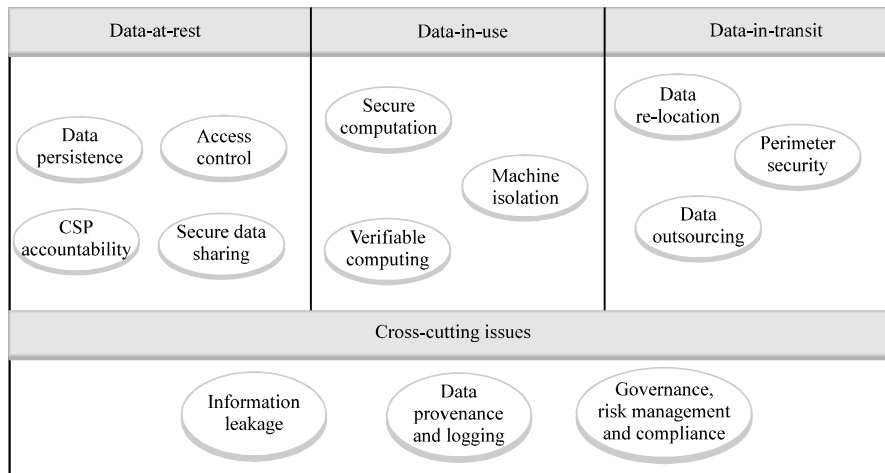 Data-at-rest
Data-in-use
Data-in-transit
Data
persistence
Access
control
CSP
accountability
Secure data
sharing
Secure
computation
Machine
isolation
Verifiable
computing
Data
re-location
Perimeter
security
Data
outsourcing
Cross-cutting issues
Information
leakage
Data
provenance
and logging
Governance,
risk management
and compliance